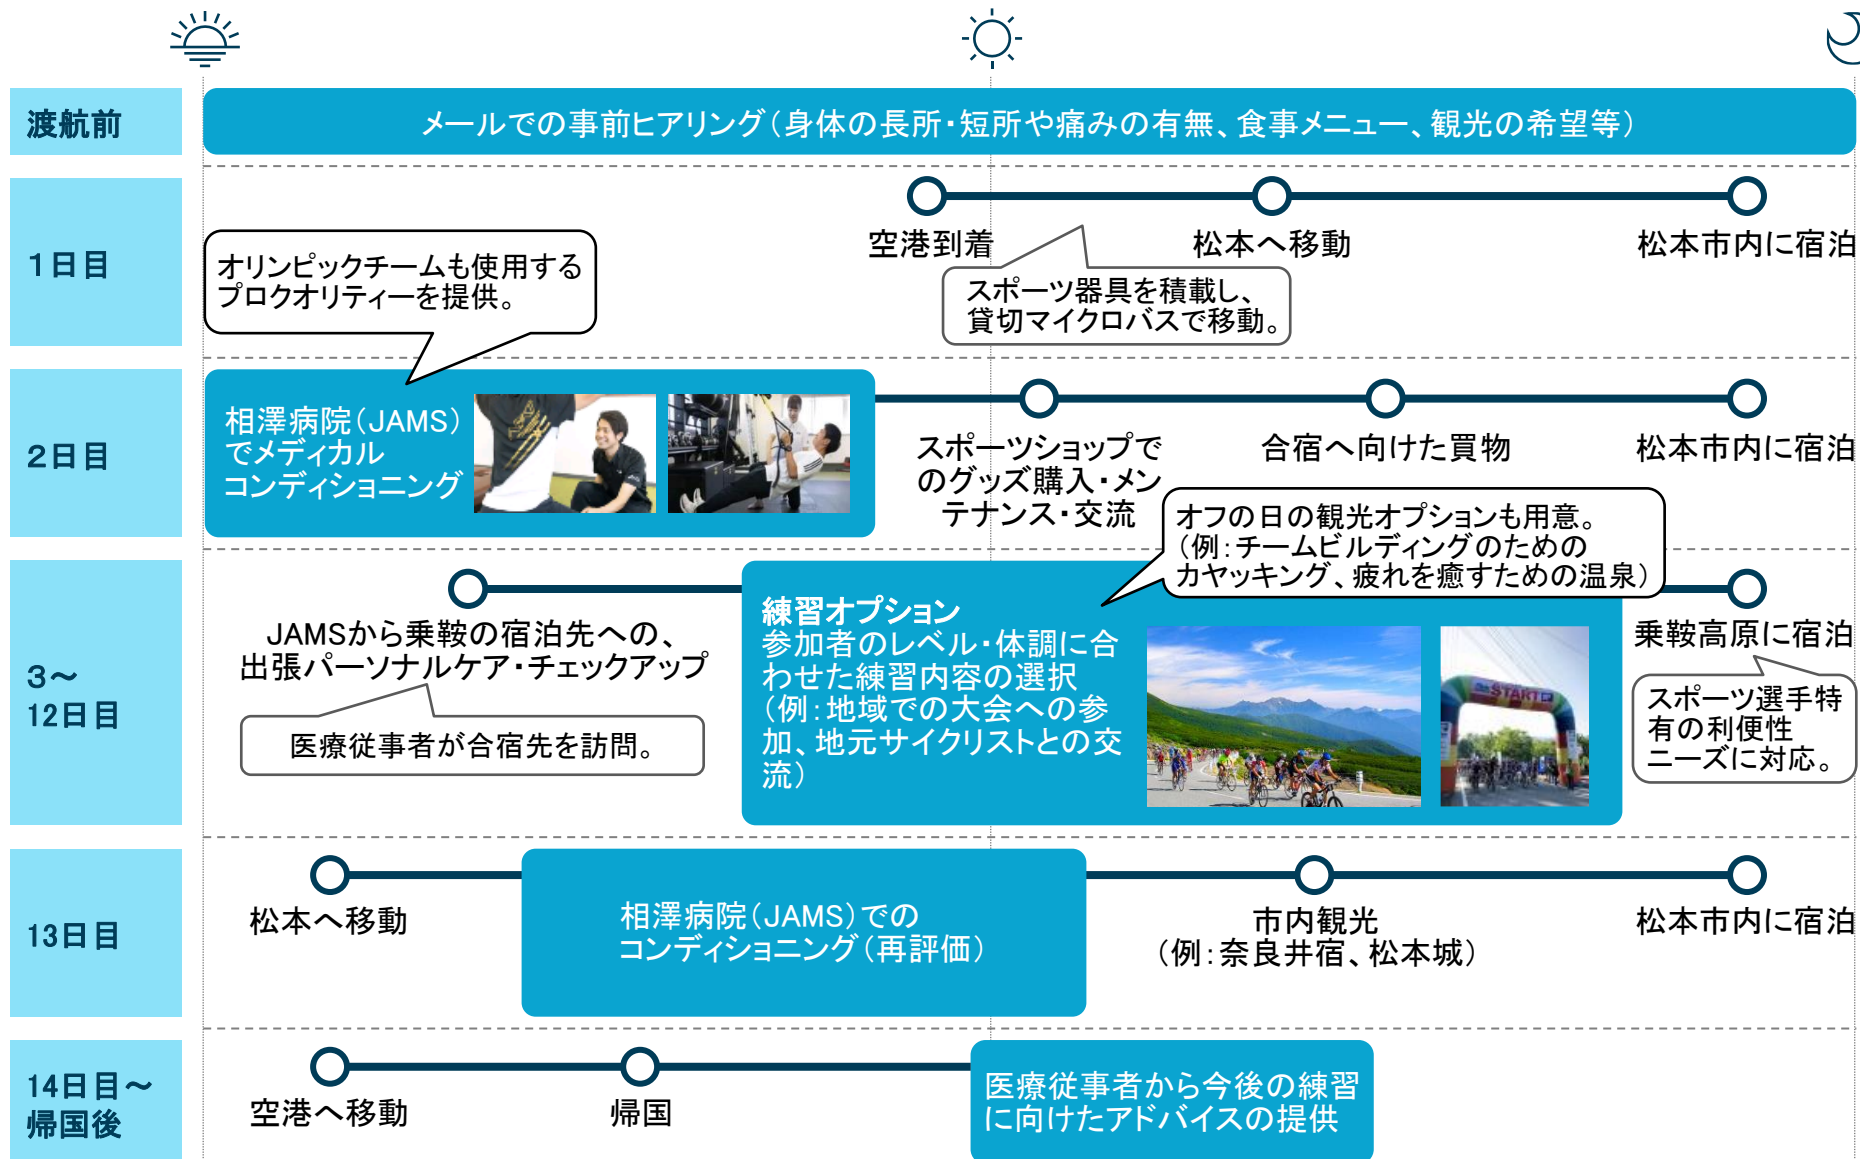 渡航前
メールでの事前ヒアリング（身体の長所・短所や痛みの有無、食事メニュー、観光の希望等）
1日目
空港到着
松本へ移動
松本市内に宿泊
オリンピックチームも使用する
プロクオリティーを提供。
スポーツ器具を積載し、
貸切マイクロバスで移動。
2日目
相澤病院（JAMS）
でメディカル
コンディショニング
スポーツショップで
のグッズ購入・メン
テナンス・交流
合宿へ向けた買物
松本市内に宿泊
オフの日の観光オプションも用意。
（例：チームビルディングのための
カヤッキング、疲れを癒すための温泉）
3～
12日目
JAMSから乗鞍の宿泊先への、
出張パーソナルケア・チェックアップ
医療従事者が合宿先を訪問。
練習オプション
参加者のレベル・体調に合
わせた練習内容の選択
（例：地域での大会への参
加、地元サイクリストとの交
流）
START
乗鞍高原に宿泊
スポーツ選手特
有の利便性
ニーズに対応。
13日目
松本へ移動
相澤病院（JAMS）での
コンディショニング（再評価）
市内観光
（例：奈良井宿、松本城）
松本市内に宿泊
14日目～
帰国後
空港へ移動
帰国
医療従事者から今後の練習
に向けたアドバイスの提供